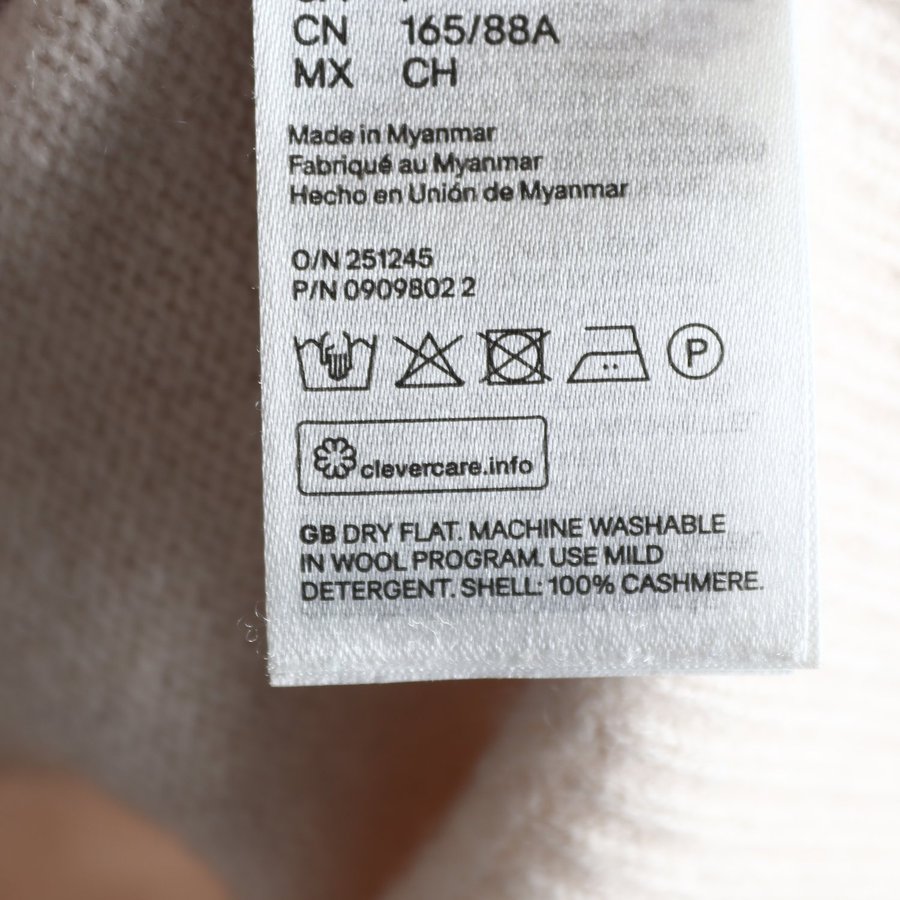 CN 165/88A
MX CH
Made in Myanmar
Fabriqué au Myanmar
Hecho en Unión de Myanmar
O/N 251245
P/N 0909802 2
P
clevercare.info
GB DRY FLAT. MACHINE WASHABLE
IN WOOL PROGRAM. USE MILD
DETERGENT. SHELL: 100% CASHMERE.